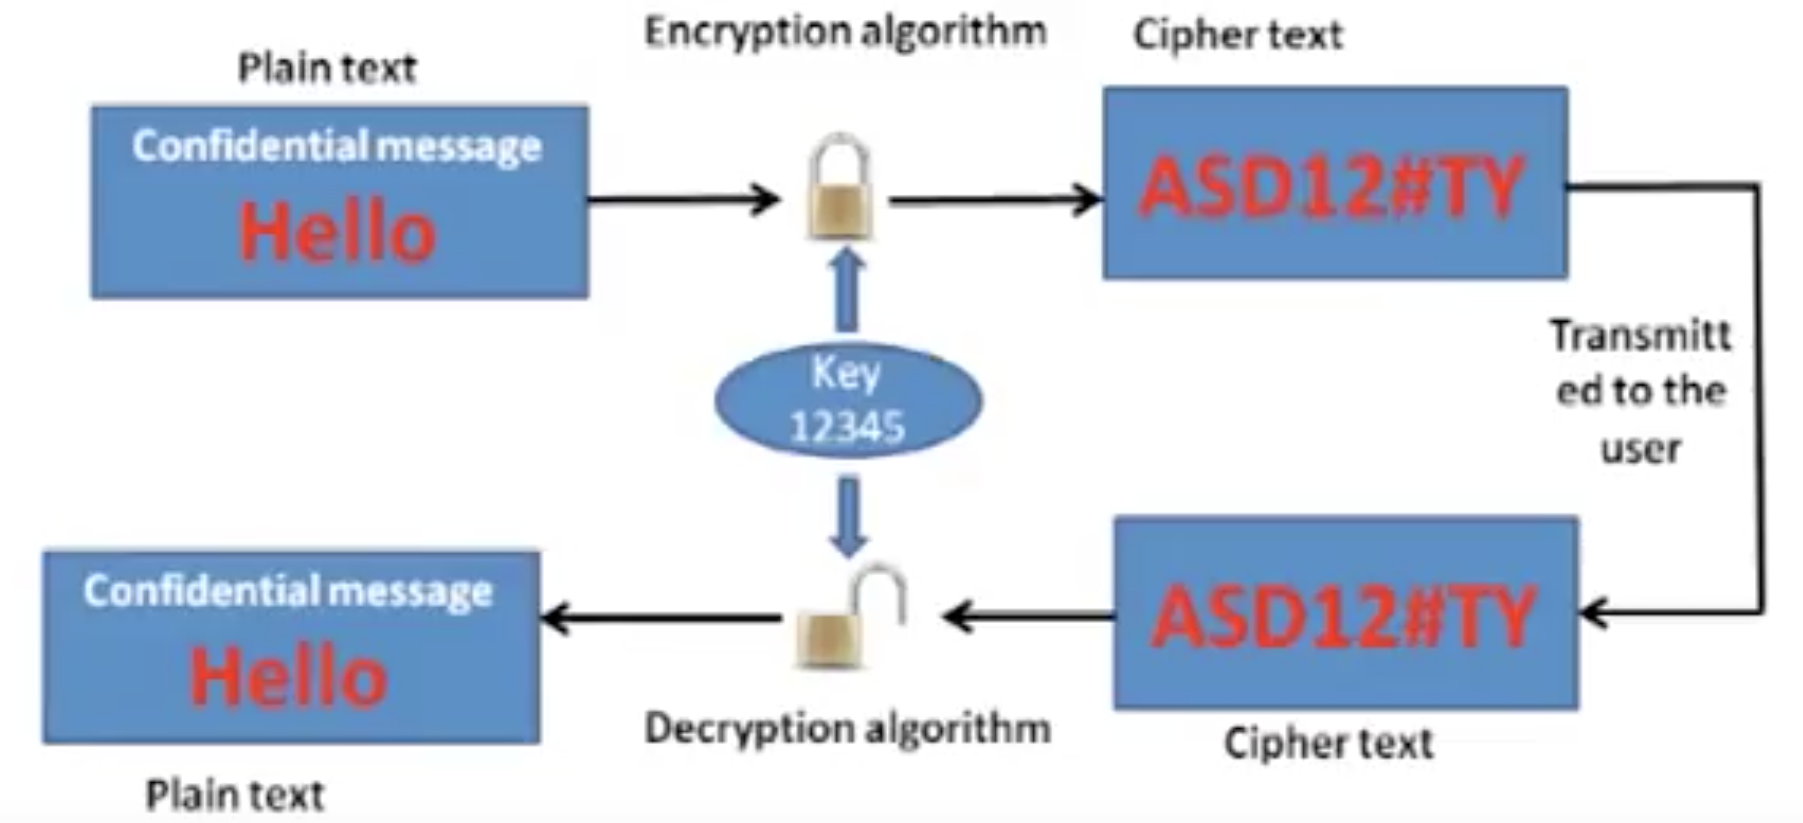 Plain text
Encryption algorithm
Cipher text
Confidential message
Hello
ASD12#TY
Key
12345
Transmitt
ed to the
user
Confidential message
Hello
ASD12#TY
Decryption algorithm
Cipher text
Plain text